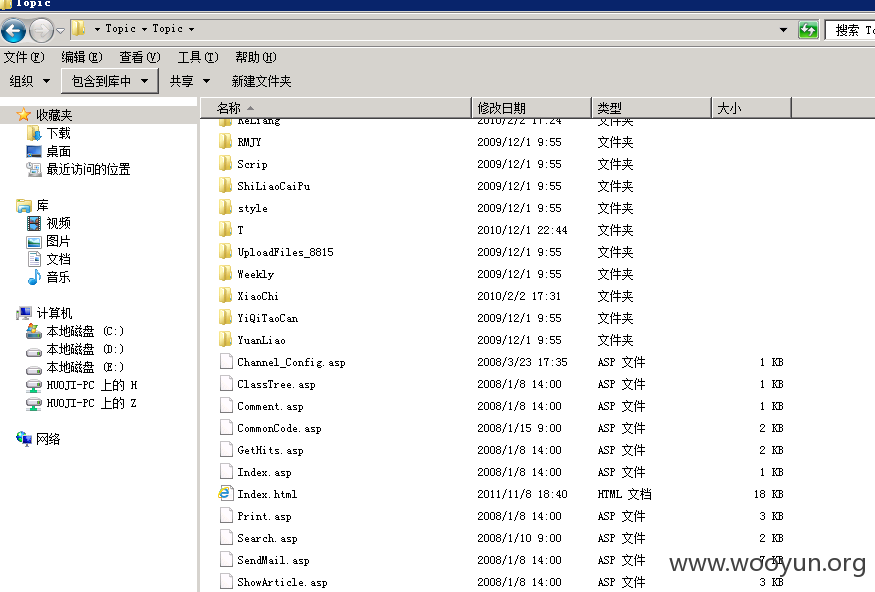 Topic
Topic Topic 搜索 To
文件(F) 编辑(E) 查看(V) 工具(T) 帮助(H)
组织 包含到库中 共享 新建文件夹
名称 修改日期 类型 大小
收藏夹
下载
桌面
最近访问的位置
库
视频
图片
文档
音乐
计算机
本地磁盘 (C:)
本地磁盘 (D:)
本地磁盘 (E:)
HUOJI-PC 上的 H
HUOJI-PC 上的 Z
网络
ReLiang 2010/2/2 17:24 文件夹
RMJY 2009/12/1 9:55 文件夹
Scrip 2009/12/1 9:55 文件夹
ShiLiaoCaiPu 2009/12/1 9:55 文件夹
style 2009/12/1 9:55 文件夹
T 2010/12/1 22:44 文件夹
UploadFiles_8815 2009/12/1 9:55 文件夹
Weekly 2009/12/1 9:55 文件夹
XiaoChi 2010/2/2 17:31 文件夹
YiQiTaoCan 2009/12/1 9:55 文件夹
YuanLiao 2009/12/1 9:55 文件夹
Channel_Config.asp 2008/3/23 17:35 ASP 文件 1 KB
ClassTree.asp 2008/1/8 14:00 ASP 文件 1 KB
Comment.asp 2008/1/8 14:00 ASP 文件 1 KB
CommonCode.asp 2008/1/15 9:00 ASP 文件 2 KB
GetHits.asp 2008/1/8 14:00 ASP 文件 2 KB
Index.asp 2008/1/8 14:00 ASP 文件 1 KB
Index.html 2011/11/8 18:40 HTML 文档 18 KB
Print.asp 2008/1/8 14:00 ASP 文件 3 KB
Search.asp 2008/1/10 9:00 ASP 文件 2 KB
SendMail.asp 2008/1/8 14:00 ASP 文件 7 KB
ShowArticle.asp 2008/1/8 14:00 ASP 文件 3 KB
www.wooyun.org